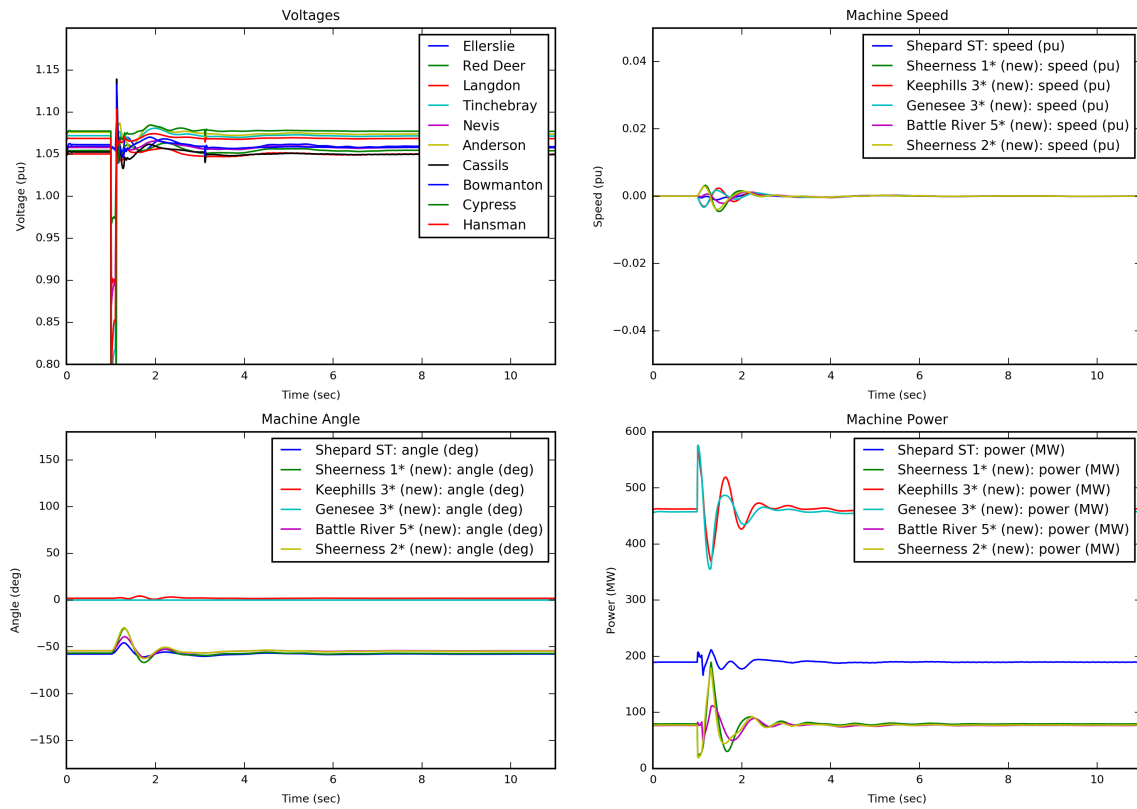 Voltages
Voltage (pu)
1.15
1.10
1.05
1.00
0.95
0.90
0.85
0.80
0 2 4 6 8 10
Time (sec)
Ellerslie
Red Deer
Langdon
Tinchebray
Nevis
Anderson
Cassils
Bowmanton
Cypress
Hansman
Machine Speed
Speed (pu)
0.04
0.02
0.00
−0.02
−0.04
0 2 4 6 8 10
Time (sec)
Shepard ST: speed (pu)
Sheerness 1* (new): speed (pu)
Keephills 3* (new): speed (pu)
Genesee 3* (new): speed (pu)
Battle River 5* (new): speed (pu)
Sheerness 2* (new): speed (pu)
Machine Angle
Angle (deg)
150
100
50
0
−50
−100
−150
0 2 4 6 8 10
Time (sec)
Shepard ST: angle (deg)
Sheerness 1* (new): angle (deg)
Keephills 3* (new): angle (deg)
Genesee 3* (new): angle (deg)
Battle River 5* (new): angle (deg)
Sheerness 2* (new): angle (deg)
Machine Power
Power (MW)
600
500
400
300
200
100
0
0 2 4 6 8 10
Time (sec)
Shepard ST: power (MW)
Sheerness 1* (new): power (MW)
Keephills 3* (new): power (MW)
Genesee 3* (new): power (MW)
Battle River 5* (new): power (MW)
Sheerness 2* (new): power (MW)